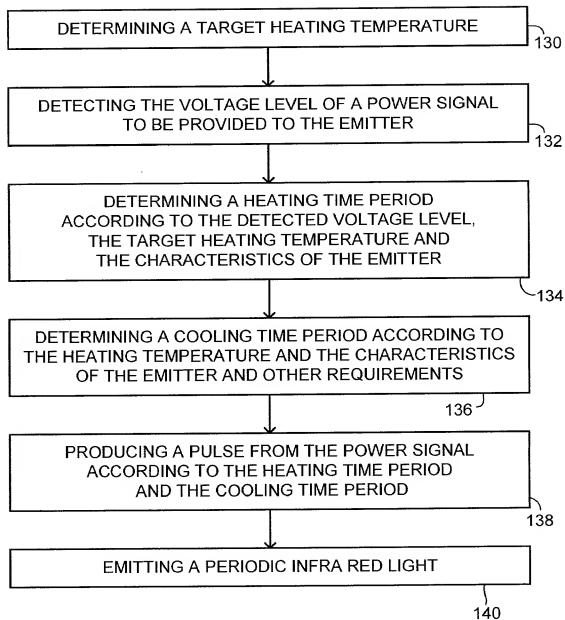 DETERMINING A TARGET HEATING TEMPERATURE
130
DETECTING THE VOLTAGE LEVEL OF A POWER SIGNAL
TO BE PROVIDED TO THE EMITTER
132
DETERMINING A HEATING TIME PERIOD
ACCORDING TO THE DETECTED VOLTAGE LEVEL,
THE TARGET HEATING TEMPERATURE AND
THE CHARACTERISTICS OF THE EMITTER
134
DETERMINING A COOLING TIME PERIOD ACCORDING TO
THE HEATING TEMPERATURE AND THE CHARACTERISTICS
OF THE EMITTER AND OTHER REQUIREMENTS
136
PRODUCING A PULSE FROM THE POWER SIGNAL
ACCORDING TO THE HEATING TIME PERIOD
AND THE COOLING TIME PERIOD
138
EMITTING A PERIODIC INFRA RED LIGHT
140